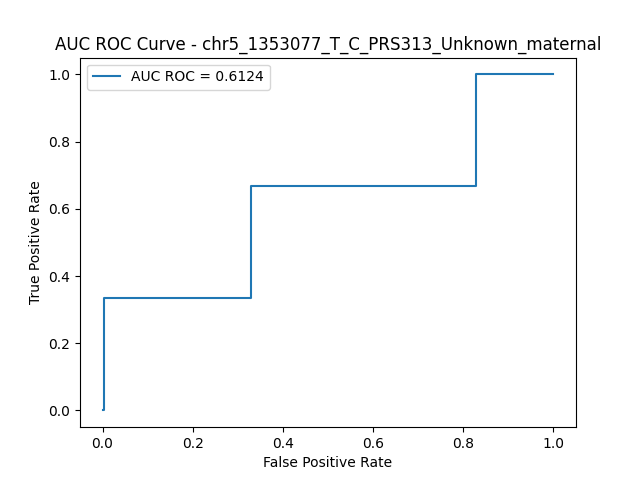 AUC ROC Curve - chr5_1353077_T_C_PRS313_Unknown_maternal
AUC ROC = 0.6124
True Positive Rate
1.0
0.8
0.6
0.4
0.2
0.0
0.0 0.2 0.4 0.6 0.8 1.0
False Positive Rate